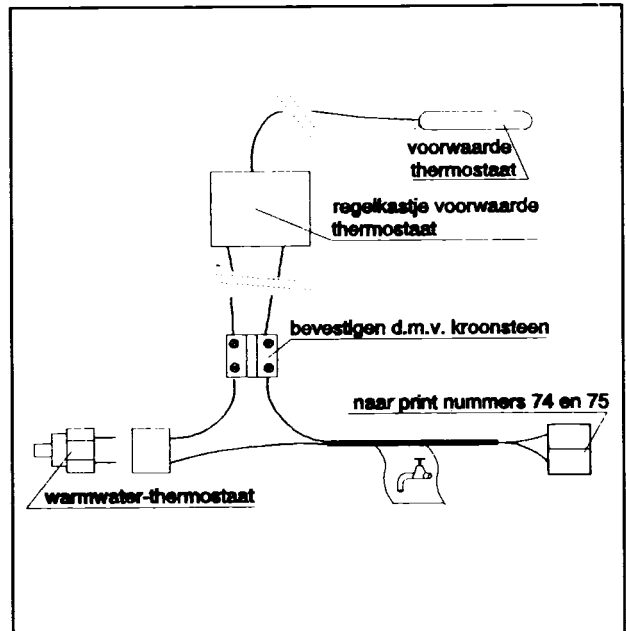 voorwaarde
thermostaat
regelkastje voorwaarde
thermostaat
bevestigen d.m.v. kroonsteen
naar print nummers 74 en 75
warmwater-thermostaat